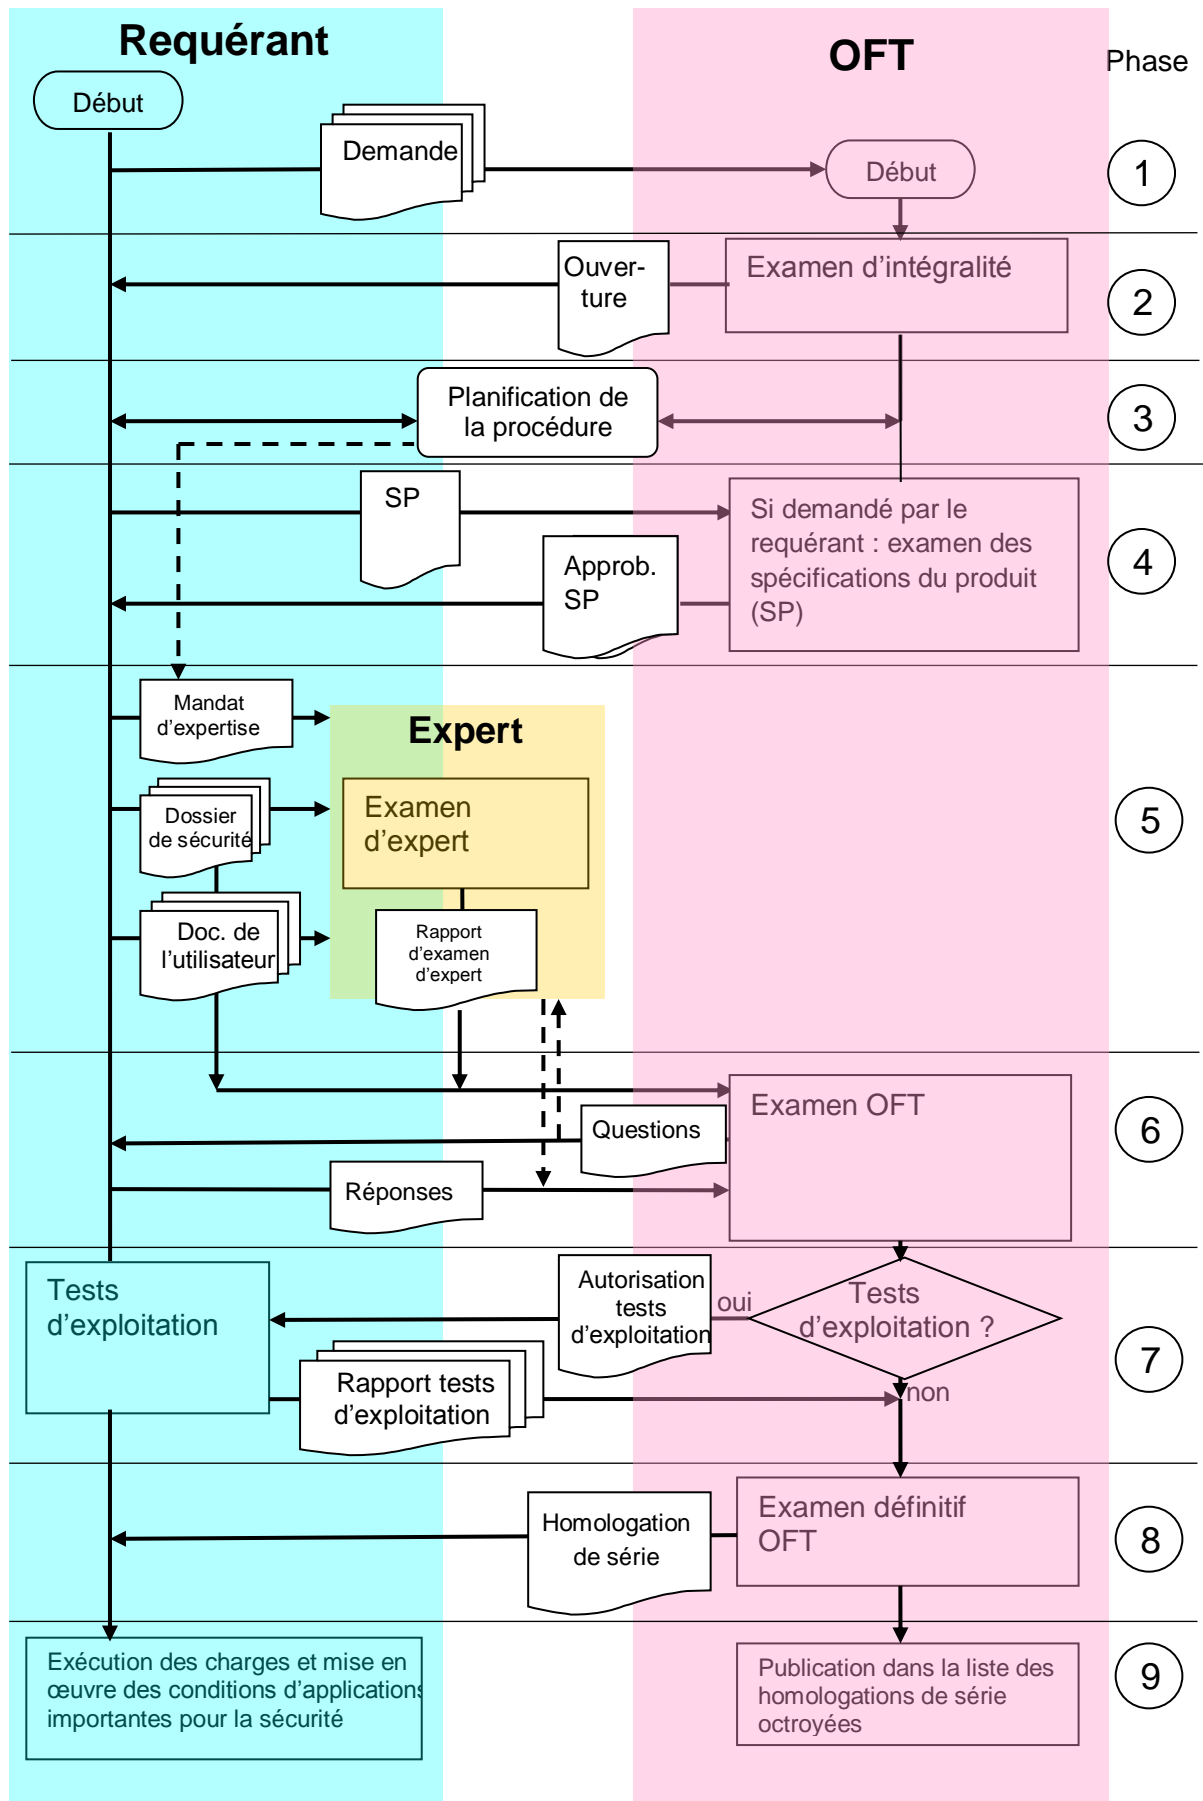 Requérant
OFT
Phase
Début
Demande
Début
1
Ouver-
ture
Examen d'intégralité
2
Planification de
la procédure
3
SP
Approb.
SP
Si demandé par le
requérant : examen des
spécifications du produit
(SP)
4
Mandat
d'expertise
Expert
Dossier
de sécurité
Examen
d'expert
5
Doc. de
l'utilisateur
Rapport
d'examen
d'expert
Examen OFT
Questions
Réponses
6
Tests
d'exploitation
Autorisation
tests
d'exploitation
oui
Tests
d'exploitation ?
non
Rapport tests
d'exploitation
7
Homologation
de série
Examen définitif
OFT
8
Exécution des charges et mise en
œuvre des conditions d'applications
importantes pour la sécurité
Publication dans la liste des
homologations de série
octroyées
9